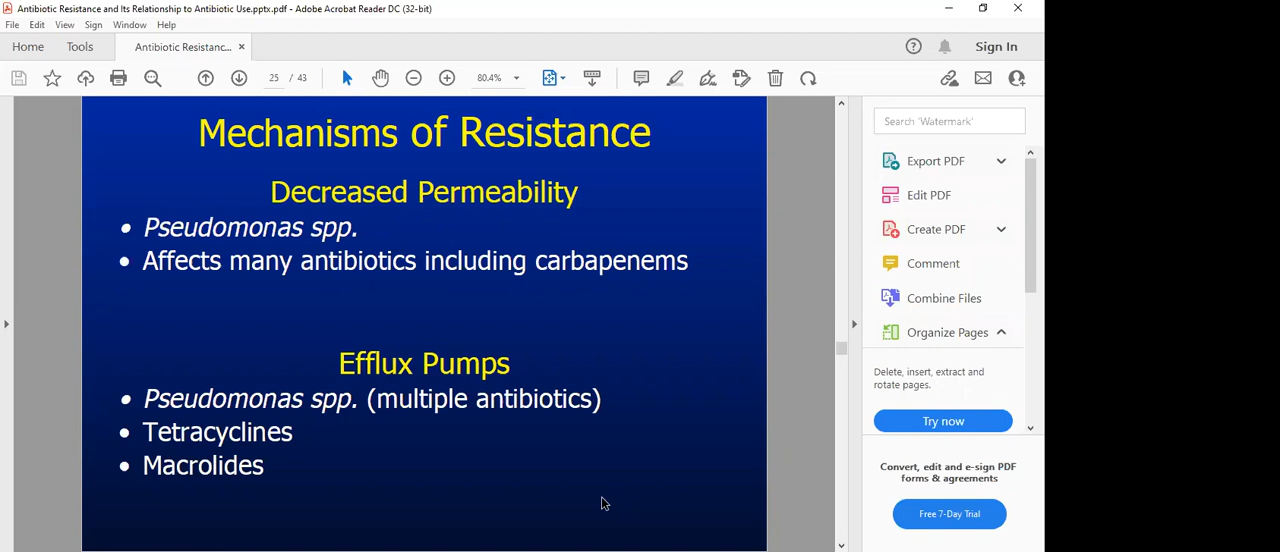 Antibiotic Resistance and Its Relationship to Antibiotic Use.pptx.pdf - Adobe Acrobat Reader DC (32-bit)
File Edit View Sign Window Help
Home Tools Antibiotic Resistanc... × Sign In
25 / 43 80.4%
Mechanisms of Resistance
Decreased Permeability
• Pseudomonas spp.
• Affects many antibiotics including carbapenems
Efflux Pumps
• Pseudomonas spp. (multiple antibiotics)
• Tetracyclines
• Macrolides
Search 'Watermark'
Export PDF
Edit PDF
Create PDF
Comment
Combine Files
Organize Pages
Delete, insert, extract and
rotate pages.
Try now
Convert, edit and e-sign PDF
forms & agreements
Free 7-Day Trial